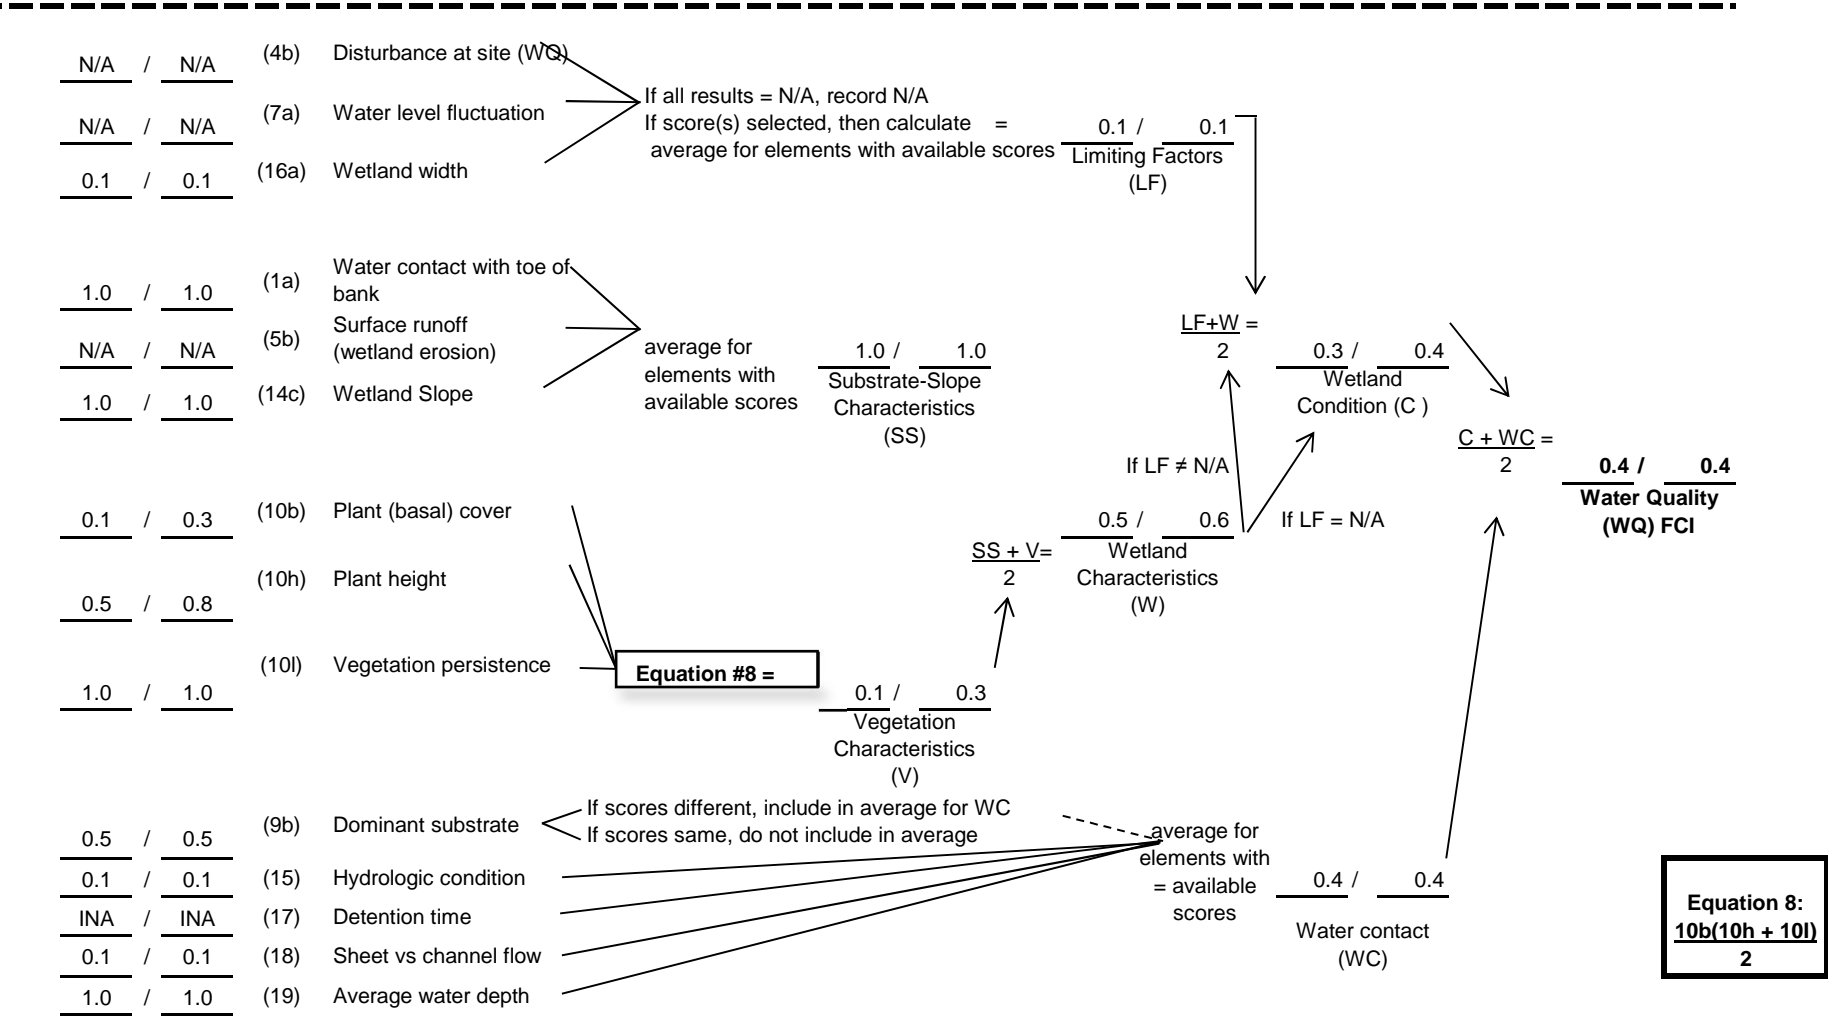 N/A / N/A (4b) Disturbance at site (WQ)
N/A / N/A (7a) Water level fluctuation
0.1 / 0.1 (16a) Wetland width
If all results = N/A, record N/A
If score(s) selected, then calculate =
average for elements with available scores
0.1 / 0.1
Limiting Factors
(LF)
1.0 / 1.0 (1a) Water contact with toe of
bank
N/A / N/A (5b) Surface runoff
(wetland erosion)
1.0 / 1.0 (14c) Wetland Slope
average for
elements with
available scores
1.0 / 1.0
Substrate-Slope
Characteristics
(SS)
LF+W =
2
0.3 / 0.4
Wetland
Condition (C )
C + WC =
2
0.4 / 0.4
Water Quality
(WQ) FCI
If LF ≠ N/A
If LF = N/A
0.1 / 0.3 (10b) Plant (basal) cover
0.5 / 0.8 (10h) Plant height
1.0 / 1.0 (10l) Vegetation persistence
SS + V=
2
0.5 / 0.6
Wetland
Characteristics
(W)
Equation #8 =
0.1 / 0.3
Vegetation
Characteristics
(V)
0.5 / 0.5 (9b) Dominant substrate
If scores different, include in average for WC
If scores same, do not include in average
0.1 / 0.1 (15) Hydrologic condition
INA / INA (17) Detention time
0.1 / 0.1 (18) Sheet vs channel flow
1.0 / 1.0 (19) Average water depth
average for
elements with
= available
scores
0.4 / 0.4
Water contact
(WC)
Equation 8:
10b(10h + 10l)
2